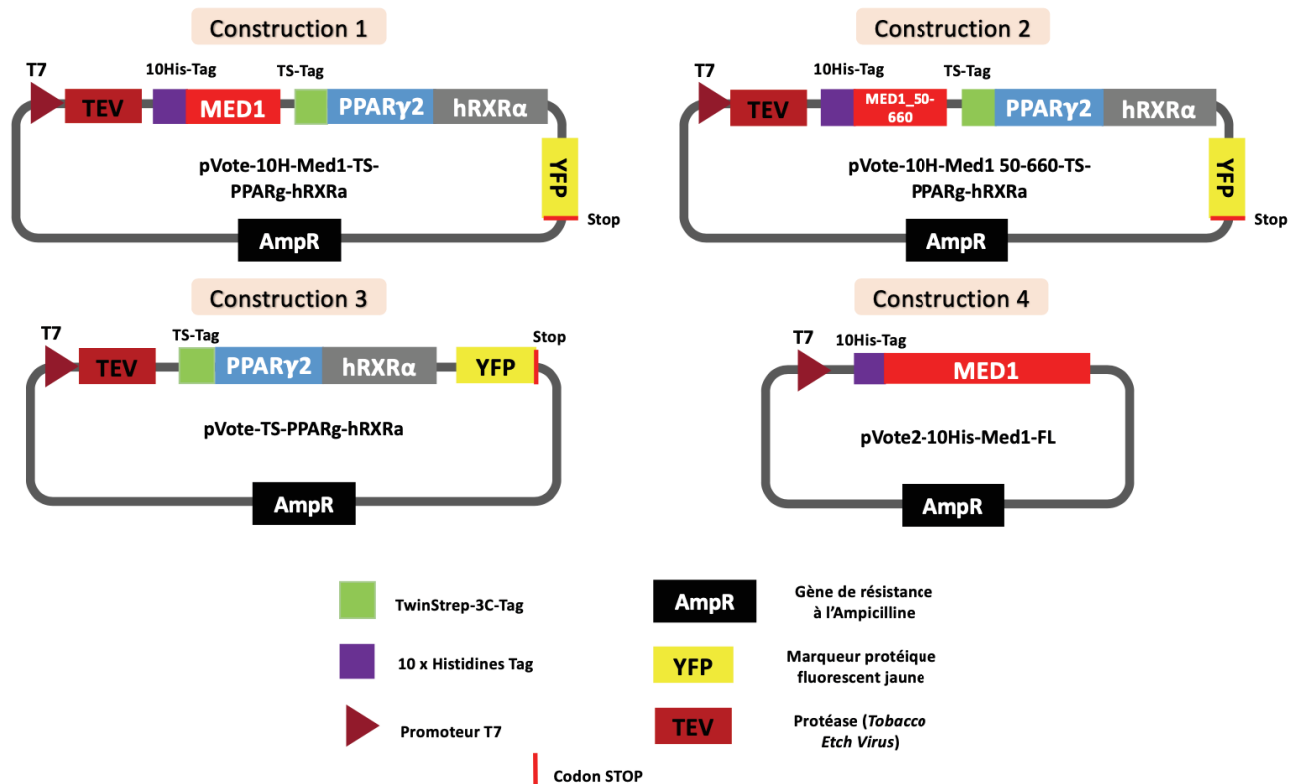 Construction 1
T7
10His-Tag
TS-Tag
TEV
MED1
PPARγ2
hRXRα
YFP
Stop
pVote-10H-Med1-TS-
PPARg-hRXRa
AmpR
Construction 2
T7
10His-Tag
TS-Tag
TEV
MED1_50-
660
PPARγ2
hRXRα
YFP
Stop
pVote-10H-Med1 50-660-TS-
PPARg-hRXRa
AmpR
Construction 3
T7
TS-Tag
Stop
TEV
PPARγ2
hRXRα
YFP
pVote-TS-PPARg-hRXRa
AmpR
Construction 4
T7
10His-Tag
MED1
pVote2-10His-Med1-FL
AmpR
TwinStrep-3C-Tag
10 x Histidines Tag
Promoteur T7
Codon STOP
AmpR
Gène de résistance
à l'Ampicilline
YFP
Marqueur protéique
fluorescent jaune
TEV
Protéase (Tobacco
Etch Virus)